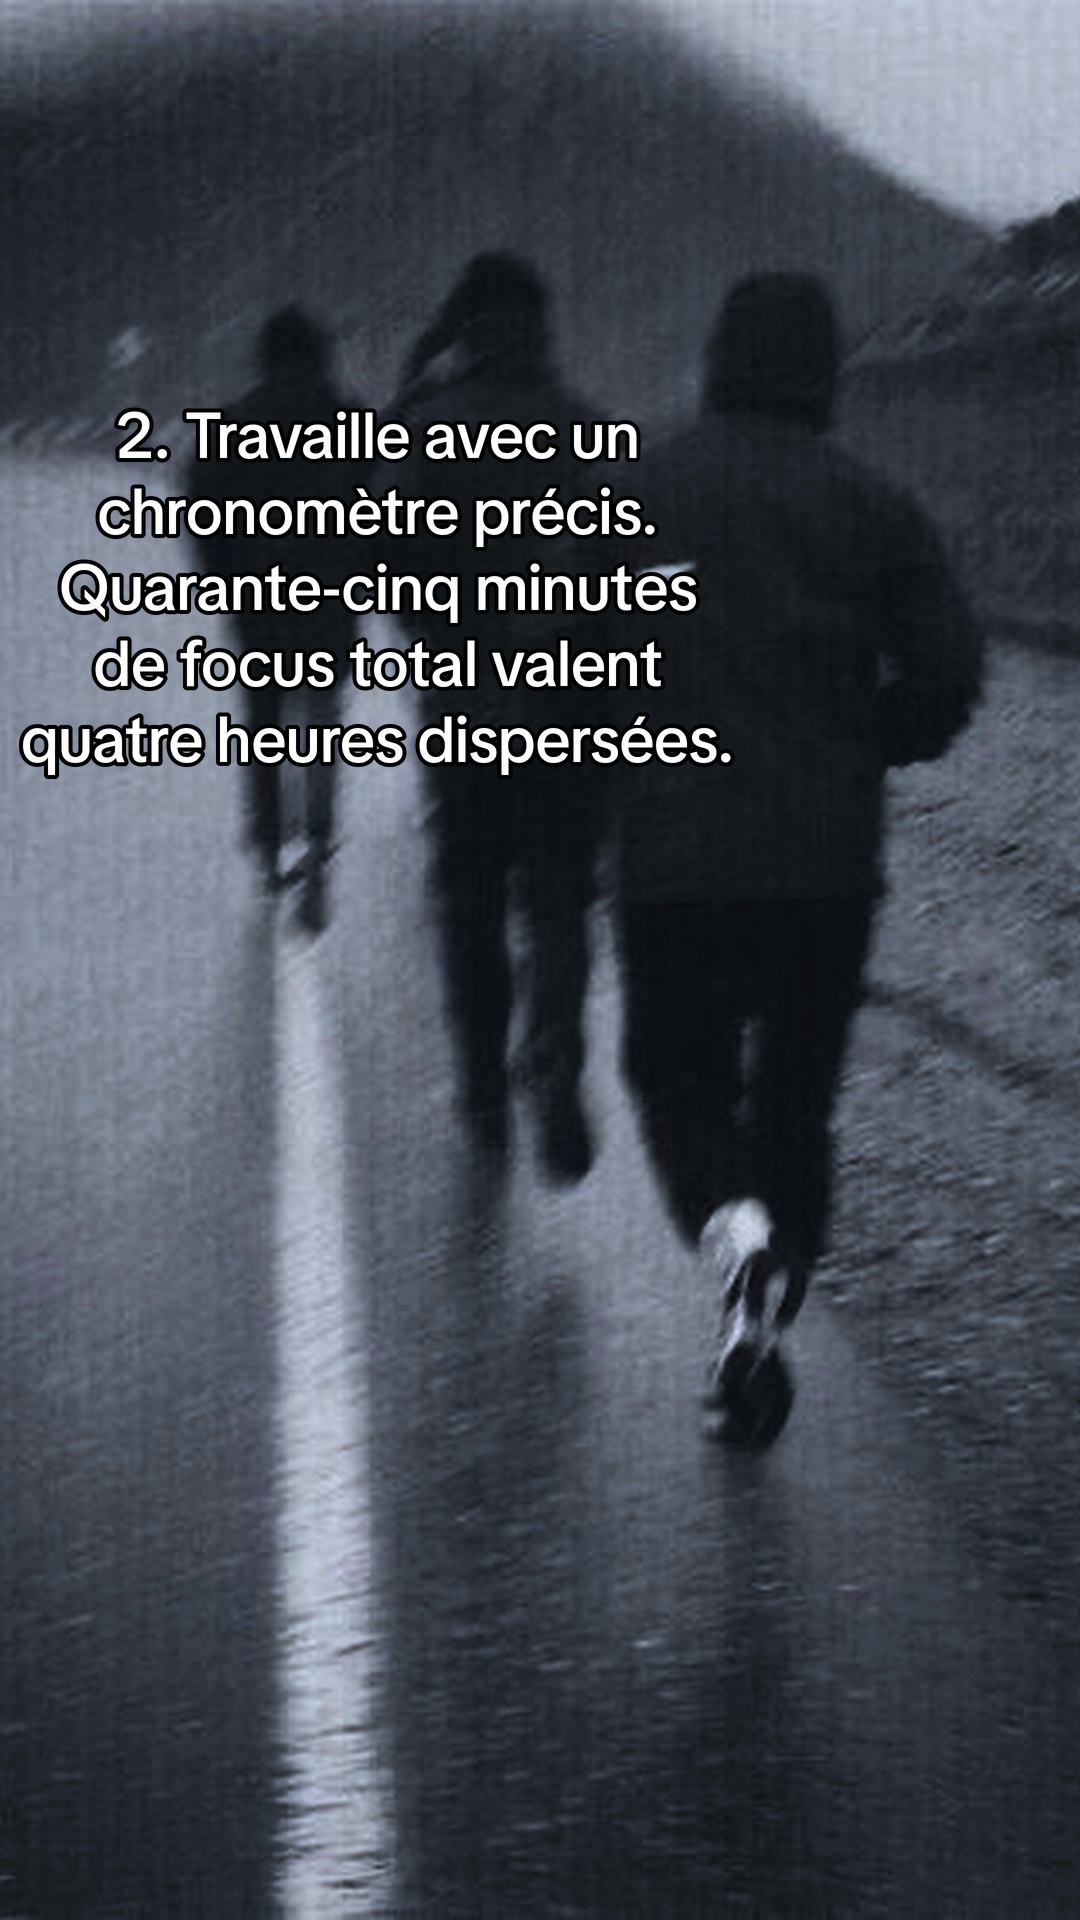 2. Travaille avec un
chronomètre précis.
Quarante-cinq minutes
de focus total valent
quatre heures dispersées.